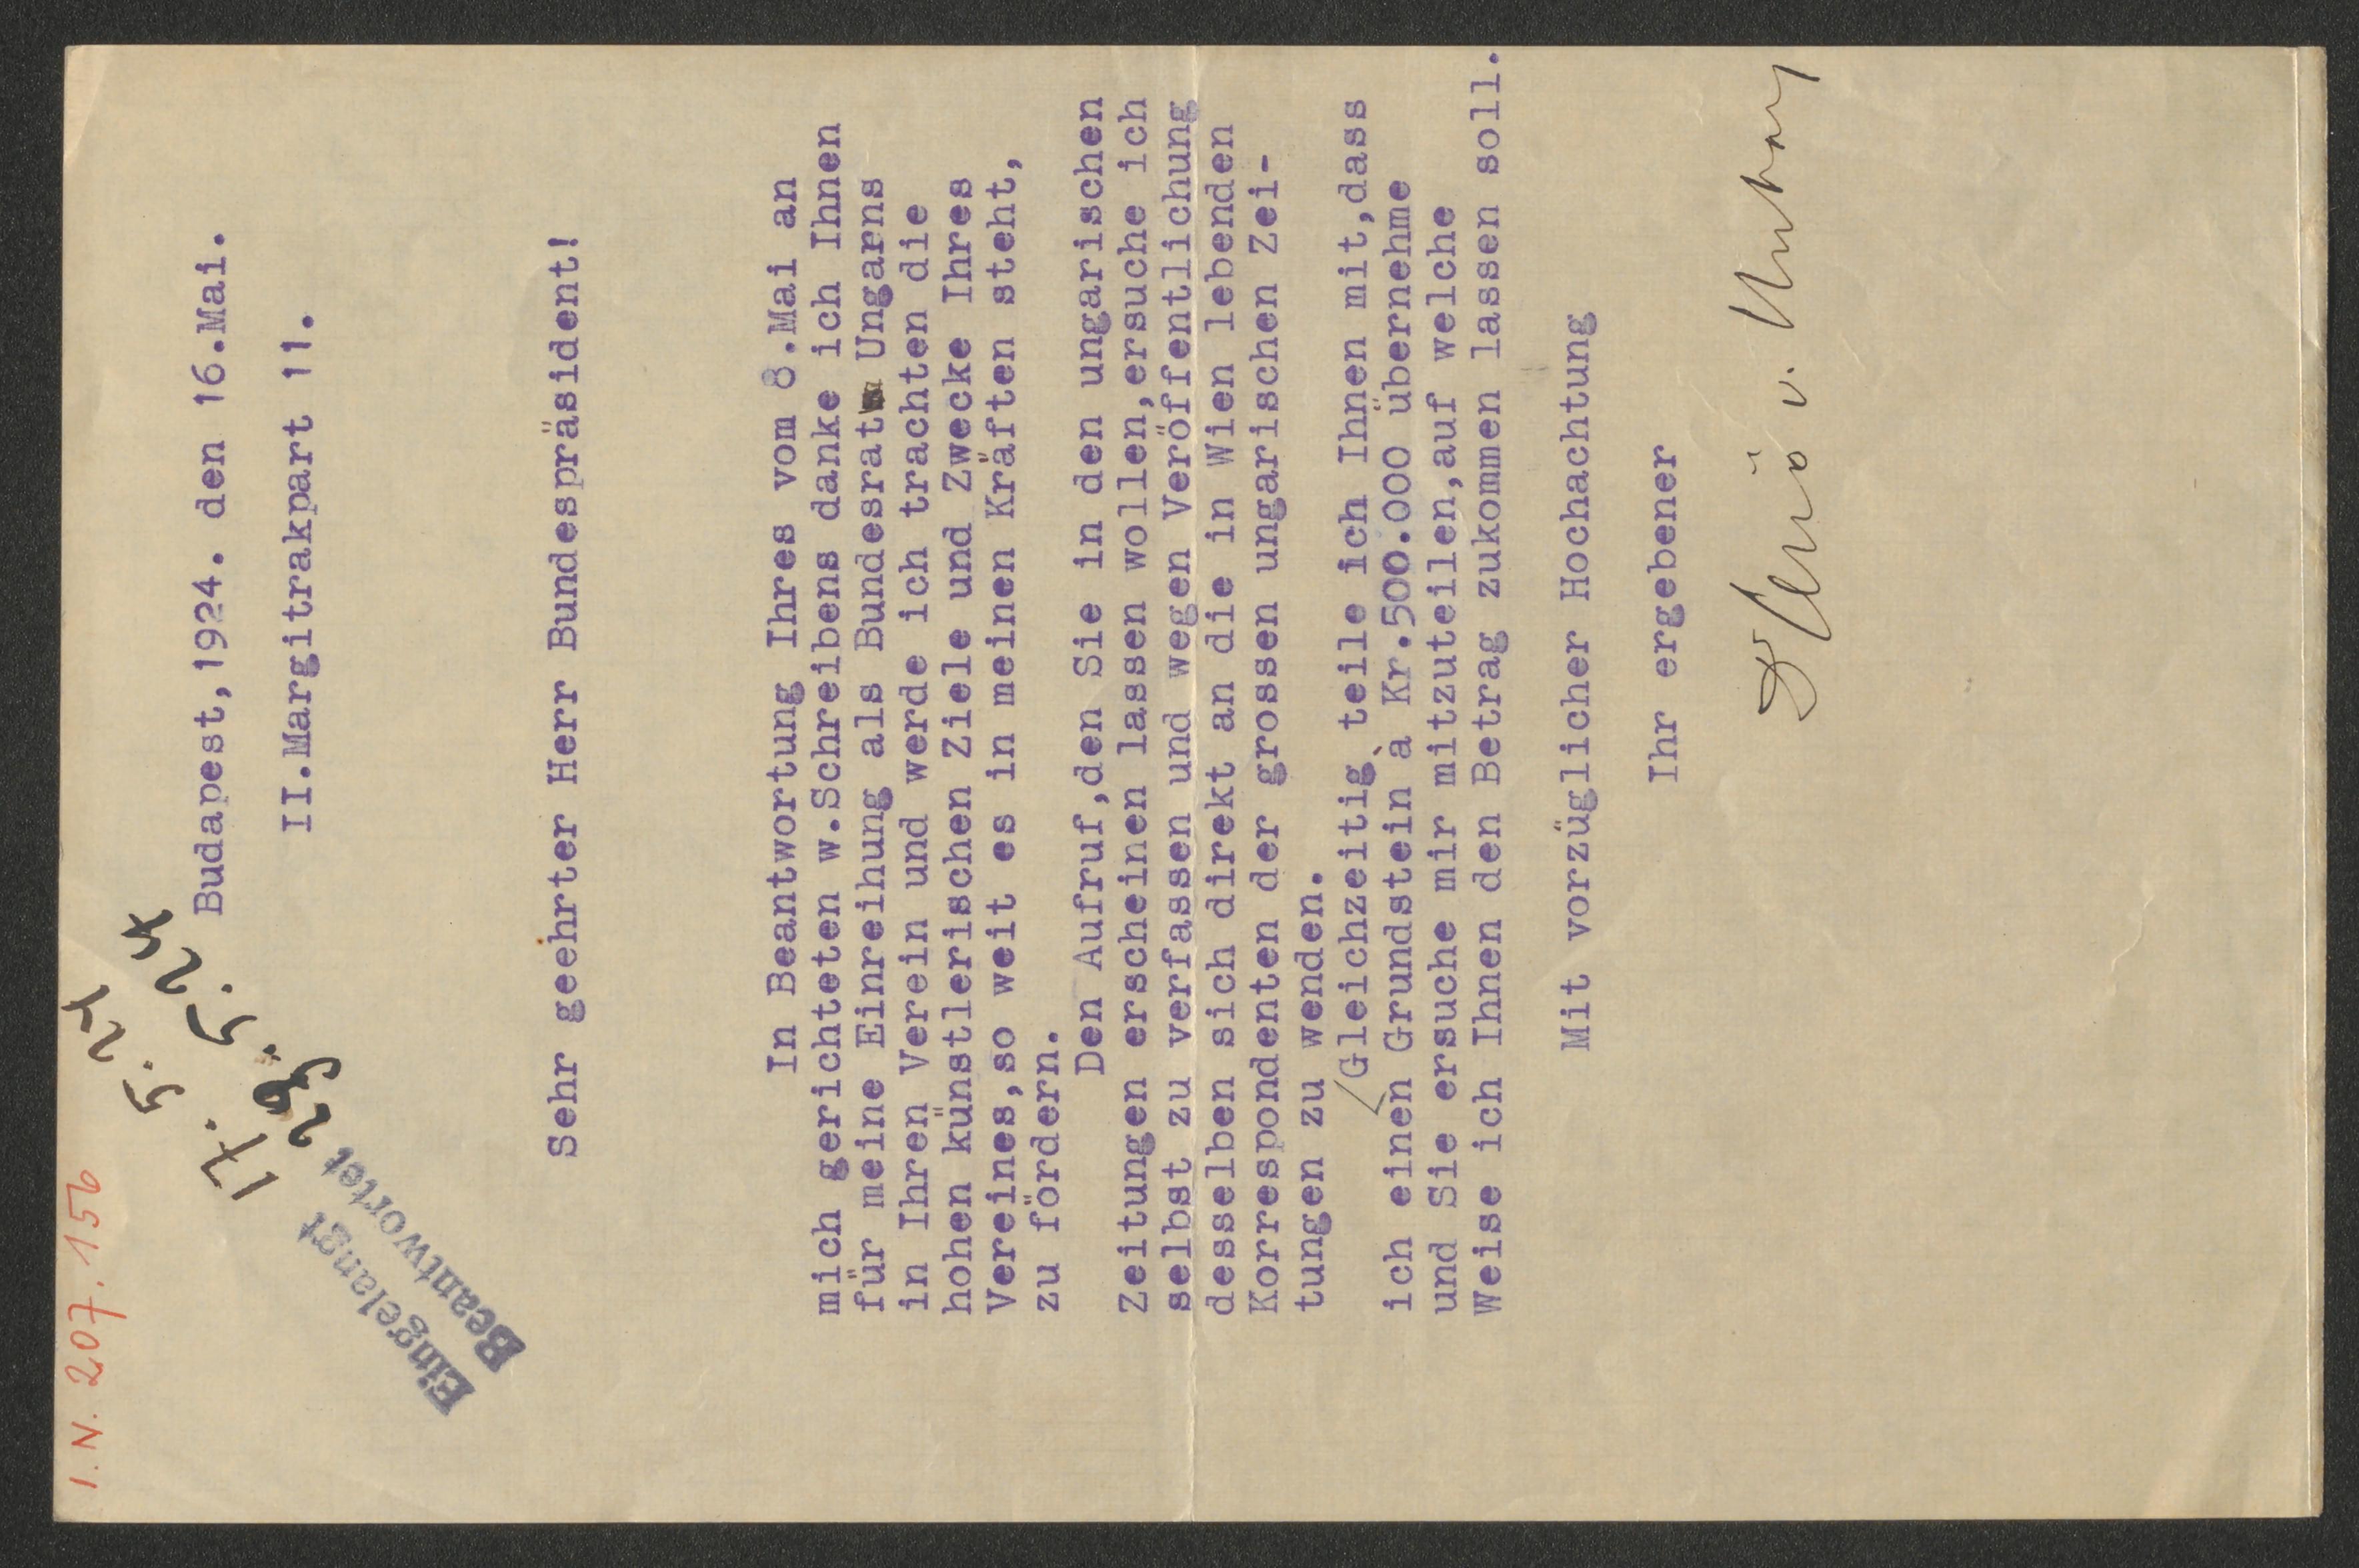 I.N. 207.156
Eingelangt 17. 5. 24
Beantwortet 23. 5. 24
Budapest,1924. den 16.Mai.
II.Margitrakpart 11.
Sehr geehrter Herr Bundespräsident!
In Beantwortung Ihres vom 8.Mai an
mich gerichteten w.Schreibens danke ich Ihnen
für meine Einreihung als Bundesrat Ungarns
in Ihren Verein und werde ich trachten die
hohen künstlerischen Ziele und Zwecke Ihres
Vereines,so weit es in meinen Kräften steht,
zu fördern.
Den Aufruf,den Sie in den ungarischen
Zeitungen erscheinen lassen wollen,ersuche ich
selbst zu verfassen und wegen Veröffentlichung
desselben sich direkt an die in Wien lebenden
Korrespondenten der grossen ungarischen Zei-
tungen zu wenden.
Gleichzeitig teile ich Ihnen mit,dass
ich einen Grundstein à Kr.500.000 übernehme
und Sie ersuche mir mitzuteilen,auf welche
Weise ich Ihnen den Betrag zukommen lassen soll.
Mit vorzüglicher Hochachtung
Ihr ergebener
v.